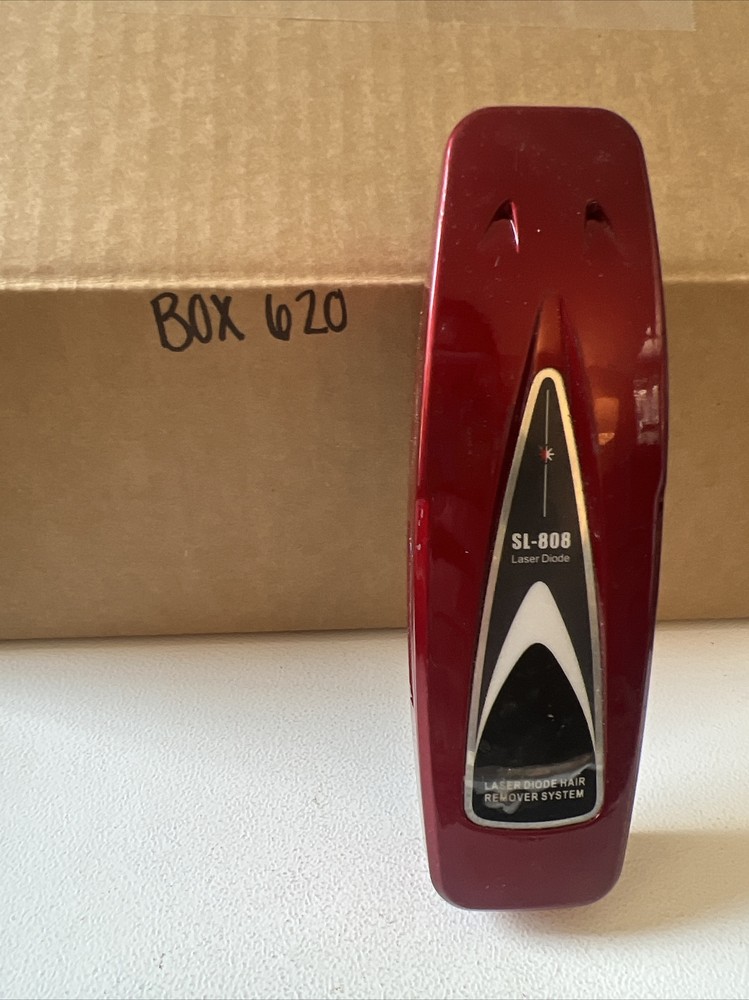 BOX 620
SL-808
Laser Diode
LASER DIODE HAIR
REMOVER SYSTEM